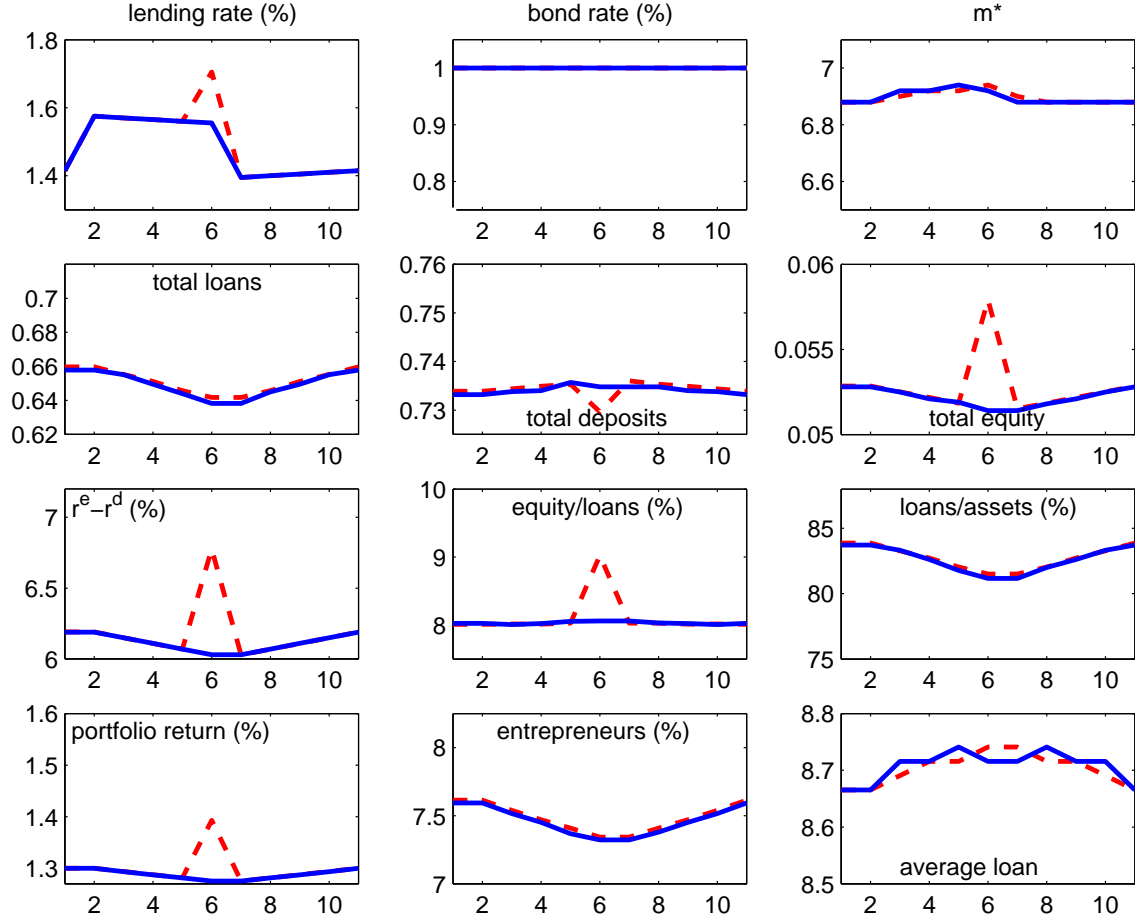 lending rate (%) bond rate (%) m*
1.8
1.6
1.4
2 4 6 8 10
1
0.9
0.8
2 4 6 8 10
7
6.8
6.6
2 4 6 8 10
total loans
0.7
0.68
0.66
0.64
0.62
2 4 6 8 10
0.76
0.75
0.74
0.73
total deposits
2 4 6 8 10
0.06
0.055
0.05
total equity
2 4 6 8 10
r^e−r^d (%)
7
6.5
6
2 4 6 8 10
equity/loans (%)
10
9
8
2 4 6 8 10
loans/assets (%)
85
80
75
2 4 6 8 10
portfolio return (%)
1.6
1.5
1.4
1.3
2 4 6 8 10
entrepreneurs (%)
8
7.5
7
2 4 6 8 10
8.8
8.7
8.6
8.5
average loan
2 4 6 8 10